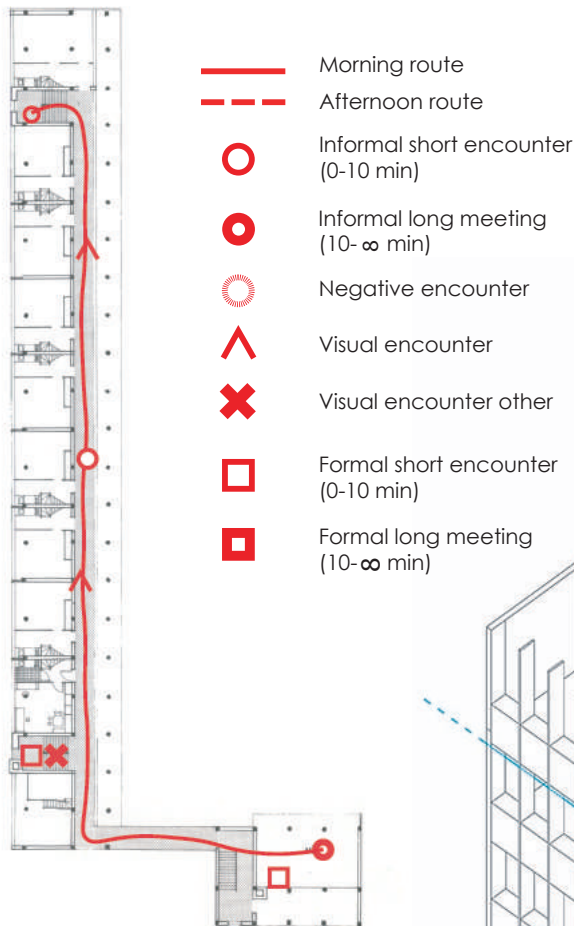 Morning route
Afternoon route
Informal short encounter
(0-10 min)
Informal long meeting
(10- ∞ min)
Negative encounter
Visual encounter
Visual encounter other
Formal short encounter
(0-10 min)
Formal long meeting
(10-∞ min)